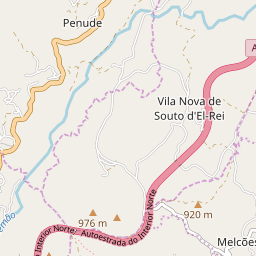 Penude
A
Vila Nova de
Souto d'El-Rei
976 m
920 m
Interior Norte
Autoestrada do Interior Norte
Melcões